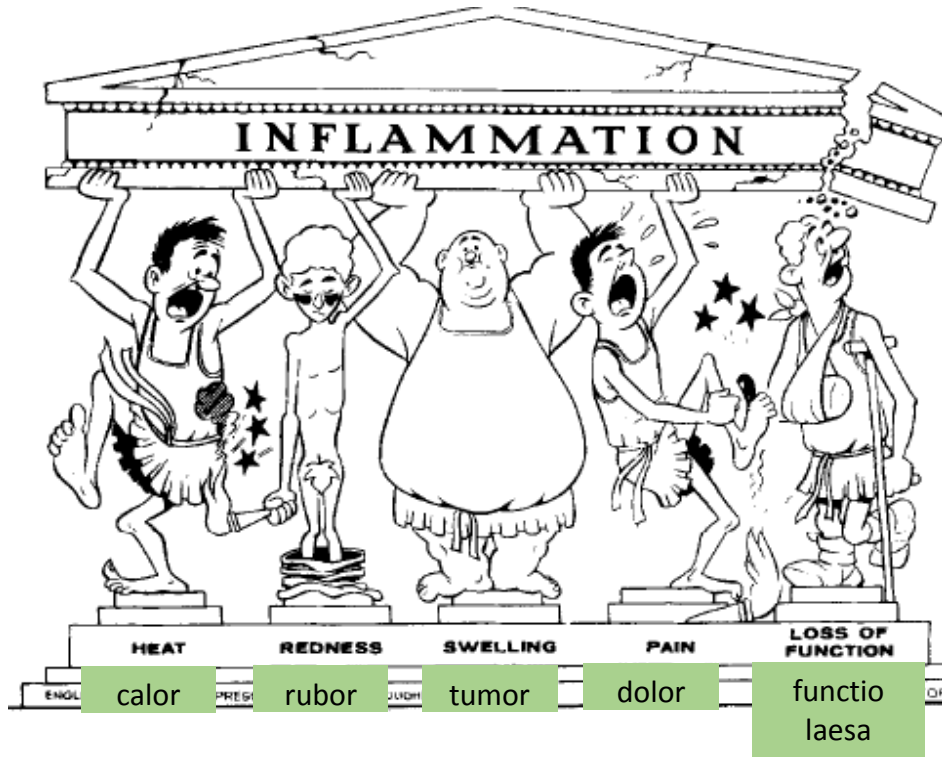 INFLAMMATION
HEAT
REDNESS
SWELLING
PAIN
LOSS OF
FUNCTION
calor
rubor
tumor
dolor
functio
laesa